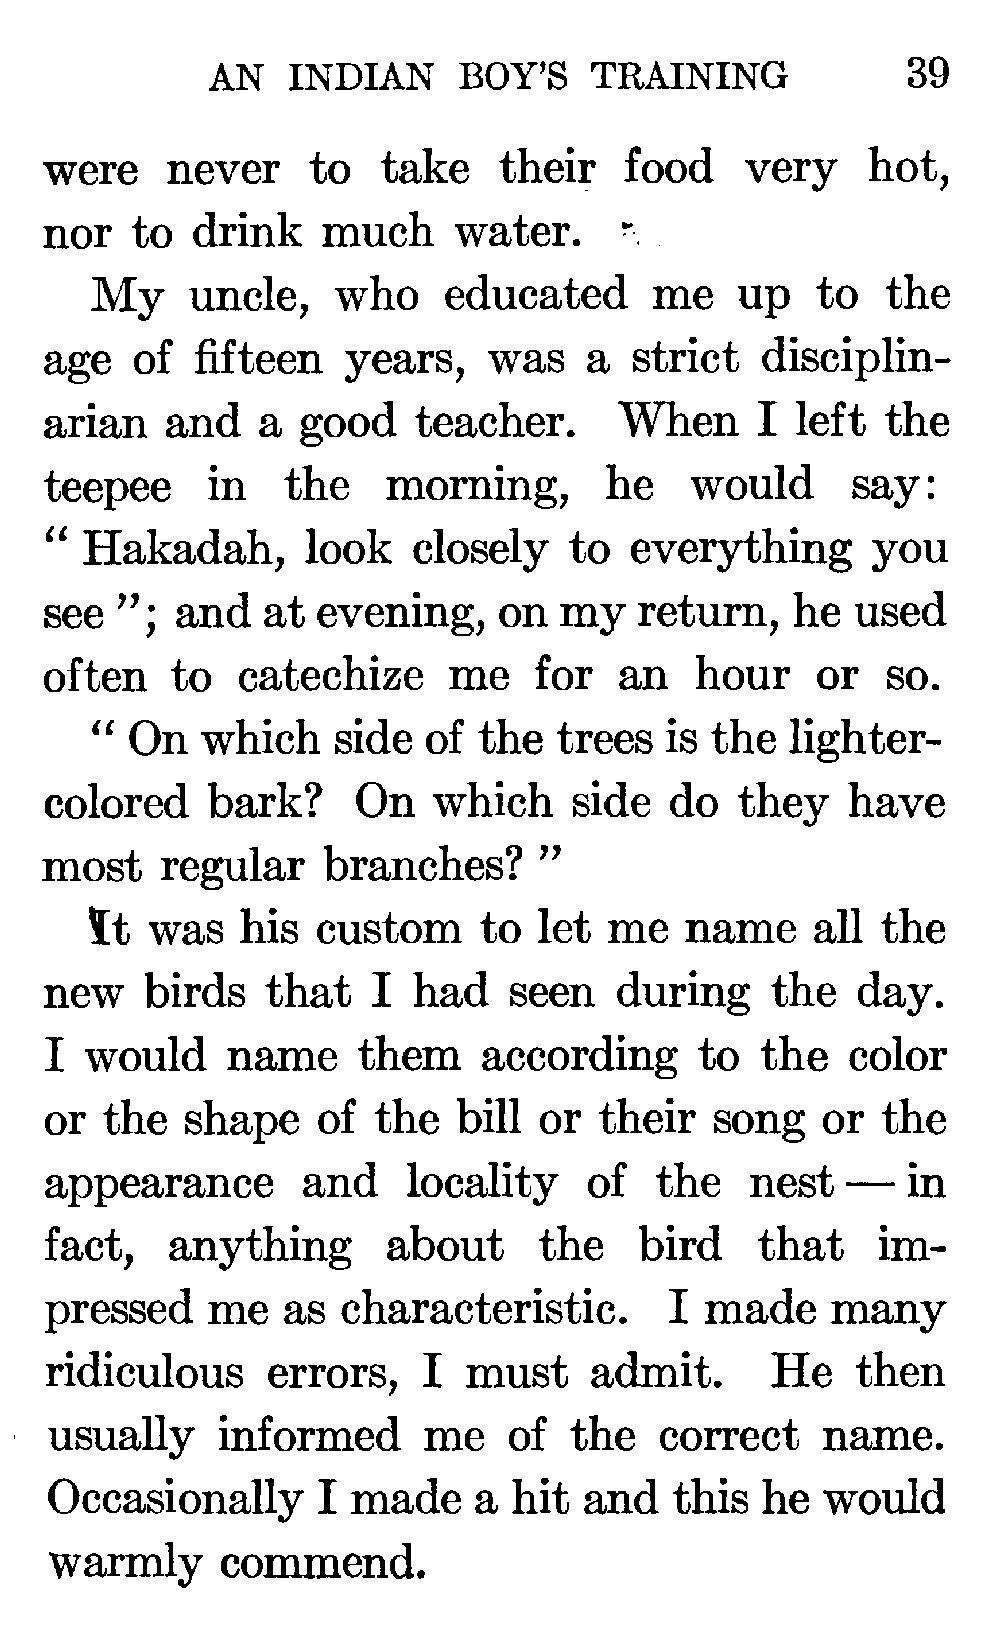 AN INDIAN BOY'S TRAINING 39
were never to take their food very hot,
nor to drink much water.
My uncle, who educated me up to the
age of fifteen years, was a strict disciplin-
arian and a good teacher. When I left the
teepee in the morning, he would say:
“ Hakadah, look closely to everything you
see ”; and at evening, on my return, he used
often to catechize me for an hour or so.
“ On which side of the trees is the lighter-
colored bark? On which side do they have
most regular branches? ”
It was his custom to let me name all the
new birds that I had seen during the day.
I would name them according to the color
or the shape of the bill or their song or the
appearance and locality of the nest — in
fact, anything about the bird that im-
pressed me as characteristic. I made many
ridiculous errors, I must admit. He then
usually informed me of the correct name.
Occasionally I made a hit and this he would
warmly commend.